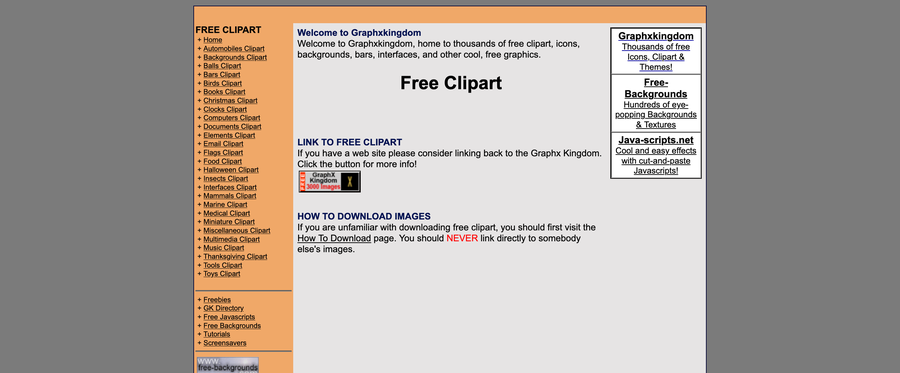 FREE CLIPART
+ Home
+ Automobiles Clipart
+ Backgrounds Clipart
+ Balls Clipart
+ Bars Clipart
+ Birds Clipart
+ Books Clipart
+ Christmas Clipart
+ Clocks Clipart
+ Computers Clipart
+ Documents Clipart
+ Elements Clipart
+ Email Clipart
+ Flags Clipart
+ Food Clipart
+ Halloween Clipart
+ Insects Clipart
+ Interfaces Clipart
+ Mammals Clipart
+ Marine Clipart
+ Medical Clipart
+ Miniature Clipart
+ Miscellaneous Clipart
+ Multimedia Clipart
+ Music Clipart
+ Thanksgiving Clipart
+ Tools Clipart
+ Toys Clipart
+ Freebies
+ GK Directory
+ Free Javascripts
+ Free Backgrounds
+ Tutorials
+ Screensavers
www.
free-backgrounds
Welcome to Graphxkingdom
Welcome to Graphxkingdom, home to thousands of free clipart, icons,
backgrounds, bars, interfaces, and other cool, free graphics.
Free Clipart
LINK TO FREE CLIPART
If you have a web site please consider linking back to the Graphx Kingdom.
Click the button for more info!
FREE
GraphX
Kingdom
3000 Images
HOW TO DOWNLOAD IMAGES
If you are unfamiliar with downloading free clipart, you should first visit the
How To Download page. You should NEVER link directly to somebody
else's images.
Graphxkingdom
Thousands of free
Icons, Clipart &
Themes!
Free-
Backgrounds
Hundreds of eye-
popping Backgrounds
& Textures
Java-scripts.net
Cool and easy effects
with cut-and-paste
Javascripts!